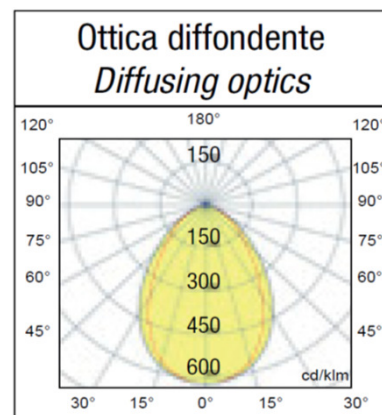 Ottica diffondente
Diffusing optics
120° 180° 120°
105° 150 105°
90° 90°
75° 150 75°
60° 300 60°
45° 450 45°
600 cd/klm
30° 15° 0° 15° 30°